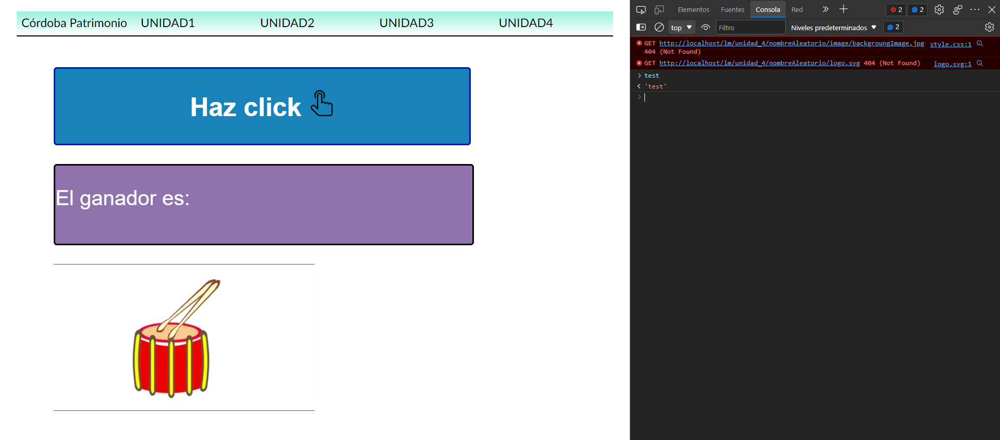 Córdoba Patrimonio UNIDAD1 UNIDAD2 UNIDAD3 UNIDAD4
Haz click
El ganador es:
Elementos Fuentes Consola Red 2 2
top Filtro Niveles predeterminados 2
GET http://localhost/lm/unidad_4/nombreAleatorio/image/backgroungImage.jpg style.css:1
404 (Not Found)
GET http://localhost/lm/unidad_4/nombreAleatorio/logo.svg 404 (Not Found) logo.svg:1
test
'test'